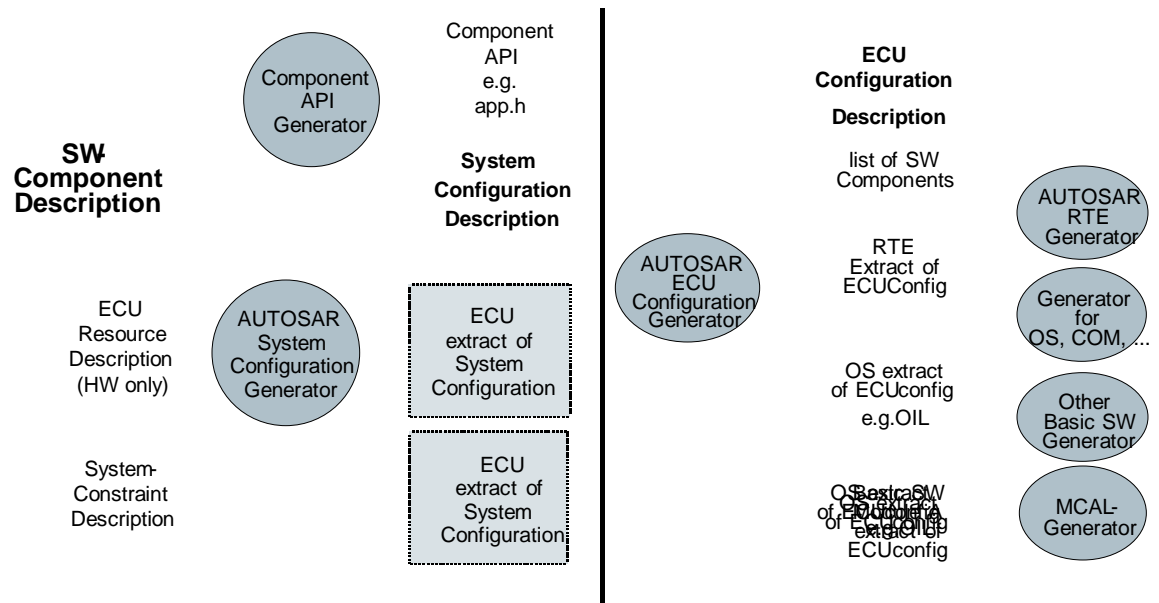 Component
API
Generator
Component
API
e.g.
app.h
SW-
Component
Description
System
Configuration
Description
ECU
Resource
Description
(HW only)
AUTOSAR
System
Configuration
Generator
ECU
extract of
System
Configuration
System-
Constraint
Description
ECU
extract of
System
Configuration
ECU
Configuration
Description
list of SW
Components
AUTOSAR
RTE
Generator
AUTOSAR
ECU
Configuration
Generator
RTE
Extract of
ECUConfig
Generator
for
OS, COM, ...
OS extract
of ECUconfig
e.g.OIL
Other
Basic SW
Generator
extract of
ECUconfig
MCAL-
Generator